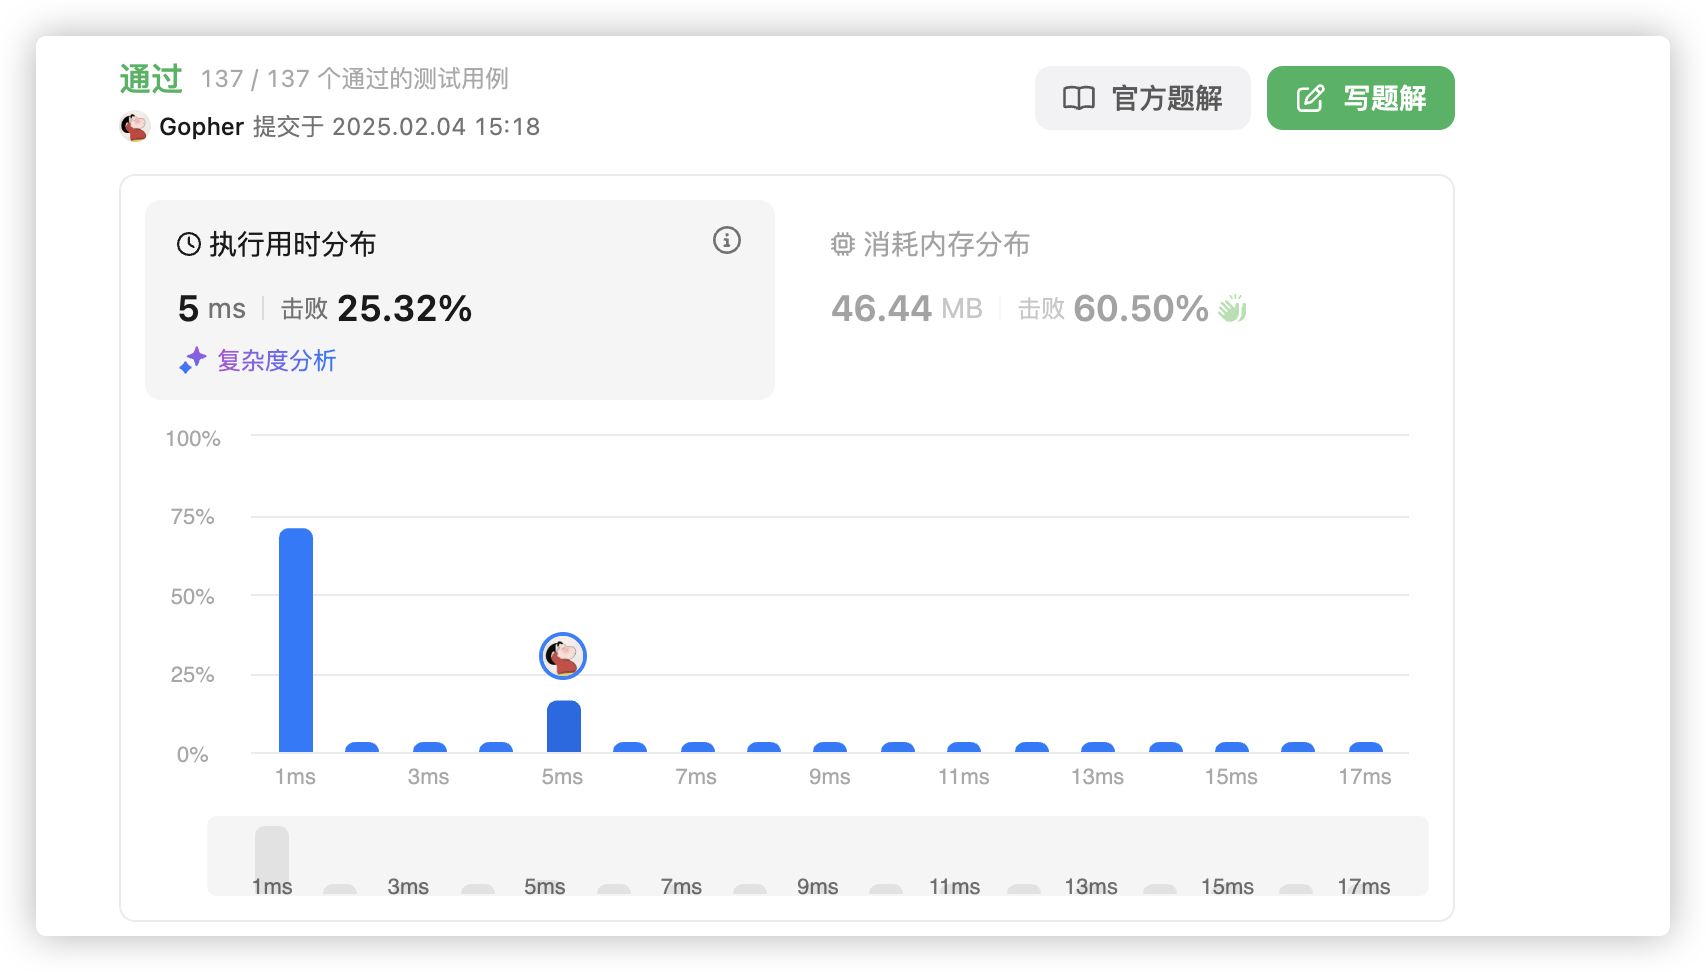 通过 137 / 137 个通过的测试用例
Gopher 提交于 2025.02.04 15:18
官方题解
写题解
执行用时分布
5 ms 击败 25.32%
复杂度分析
消耗内存分布
46.44 MB 击败 60.50%
100%
75%
50%
25%
0%
1ms 3ms 5ms 7ms 9ms 11ms 13ms 15ms 17ms
1ms 3ms 5ms 7ms 9ms 11ms 13ms 15ms 17ms